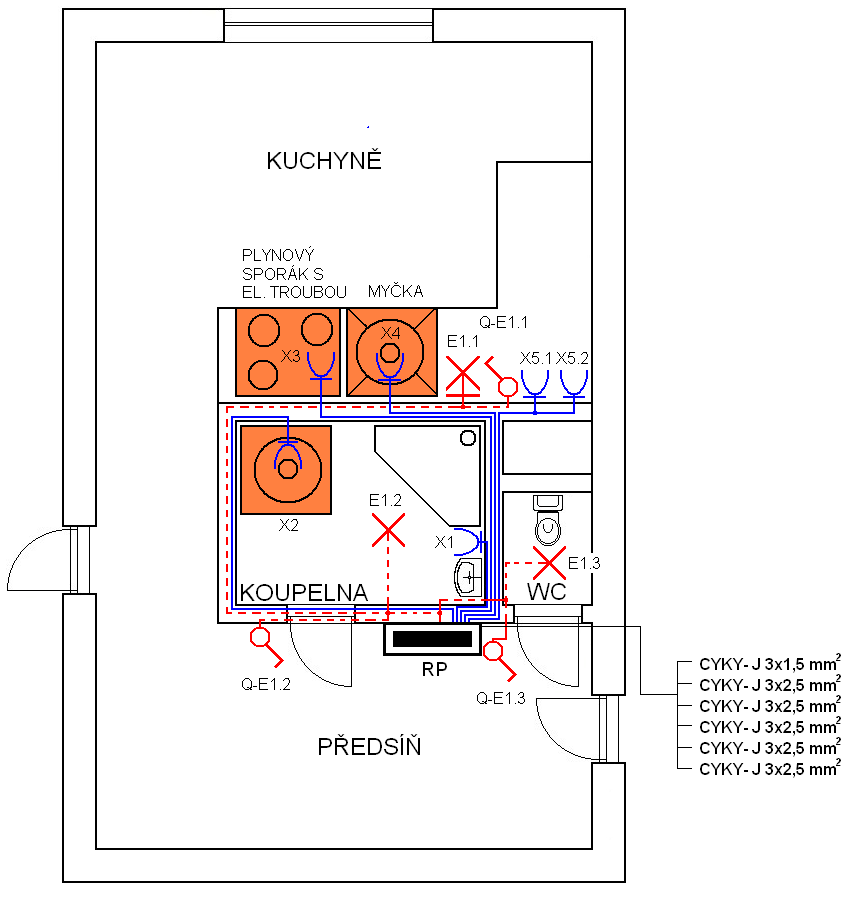 KUCHYNĚ
PLYNOVÝ
SPORÁK S
EL. TROUBOU
MYČKA
Q-E1.1
E1.1
X4
X3
X5.1
X5.2
E1.2
X2
X1
E1.3
KOUPELNA
WC
RP
Q-E1.2
Q-E1.3
PŘEDSÍŇ
CYKY-J 3x1,5 mm²
CYKY-J 3x2,5 mm²
CYKY-J 3x2,5 mm²
CYKY-J 3x2,5 mm²
CYKY-J 3x2,5 mm²
CYKY-J 3x2,5 mm²